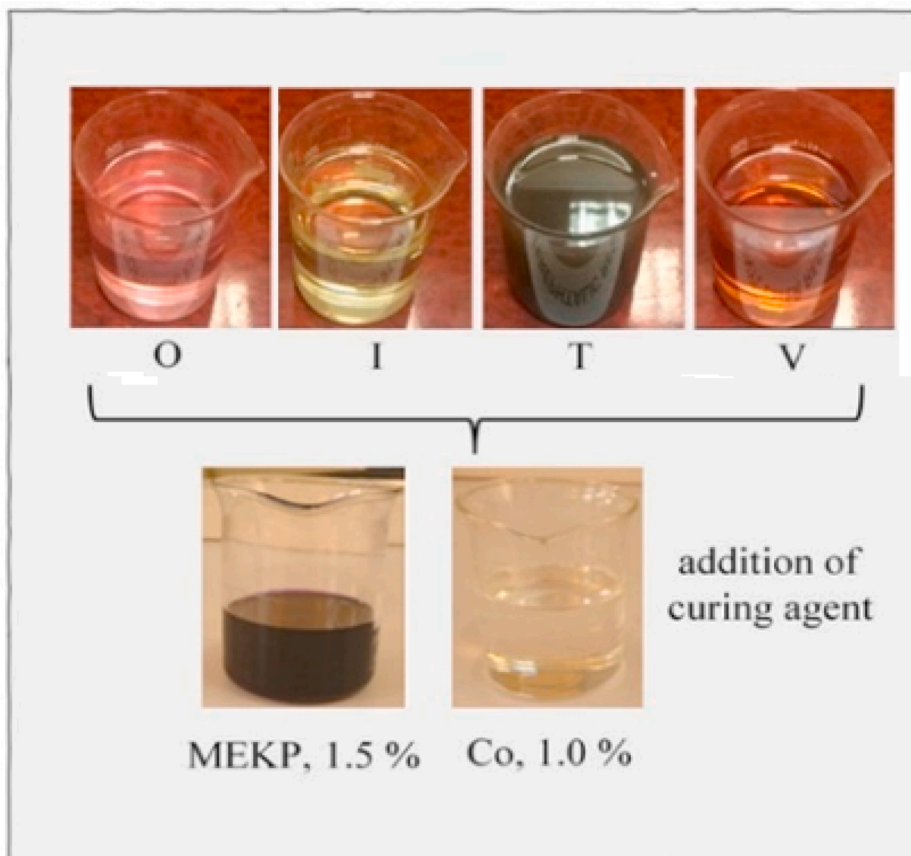 O I T V
addition of
curing agent
MEKP, 1.5 % Co, 1.0 %